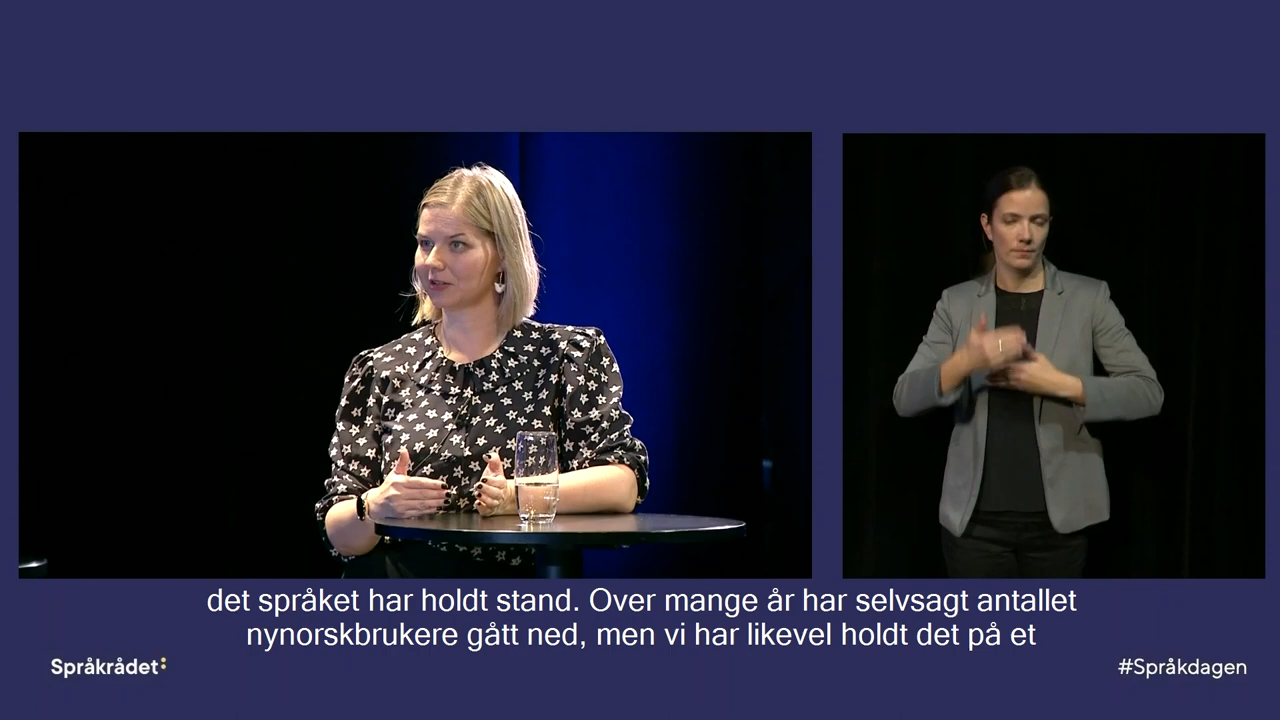 det språket har holdt stand. Over mange år har selvsagt antallet
nynorskbrukere gått ned, men vi har likevel holdt det på et
Språkrådet:
#Språkdagen